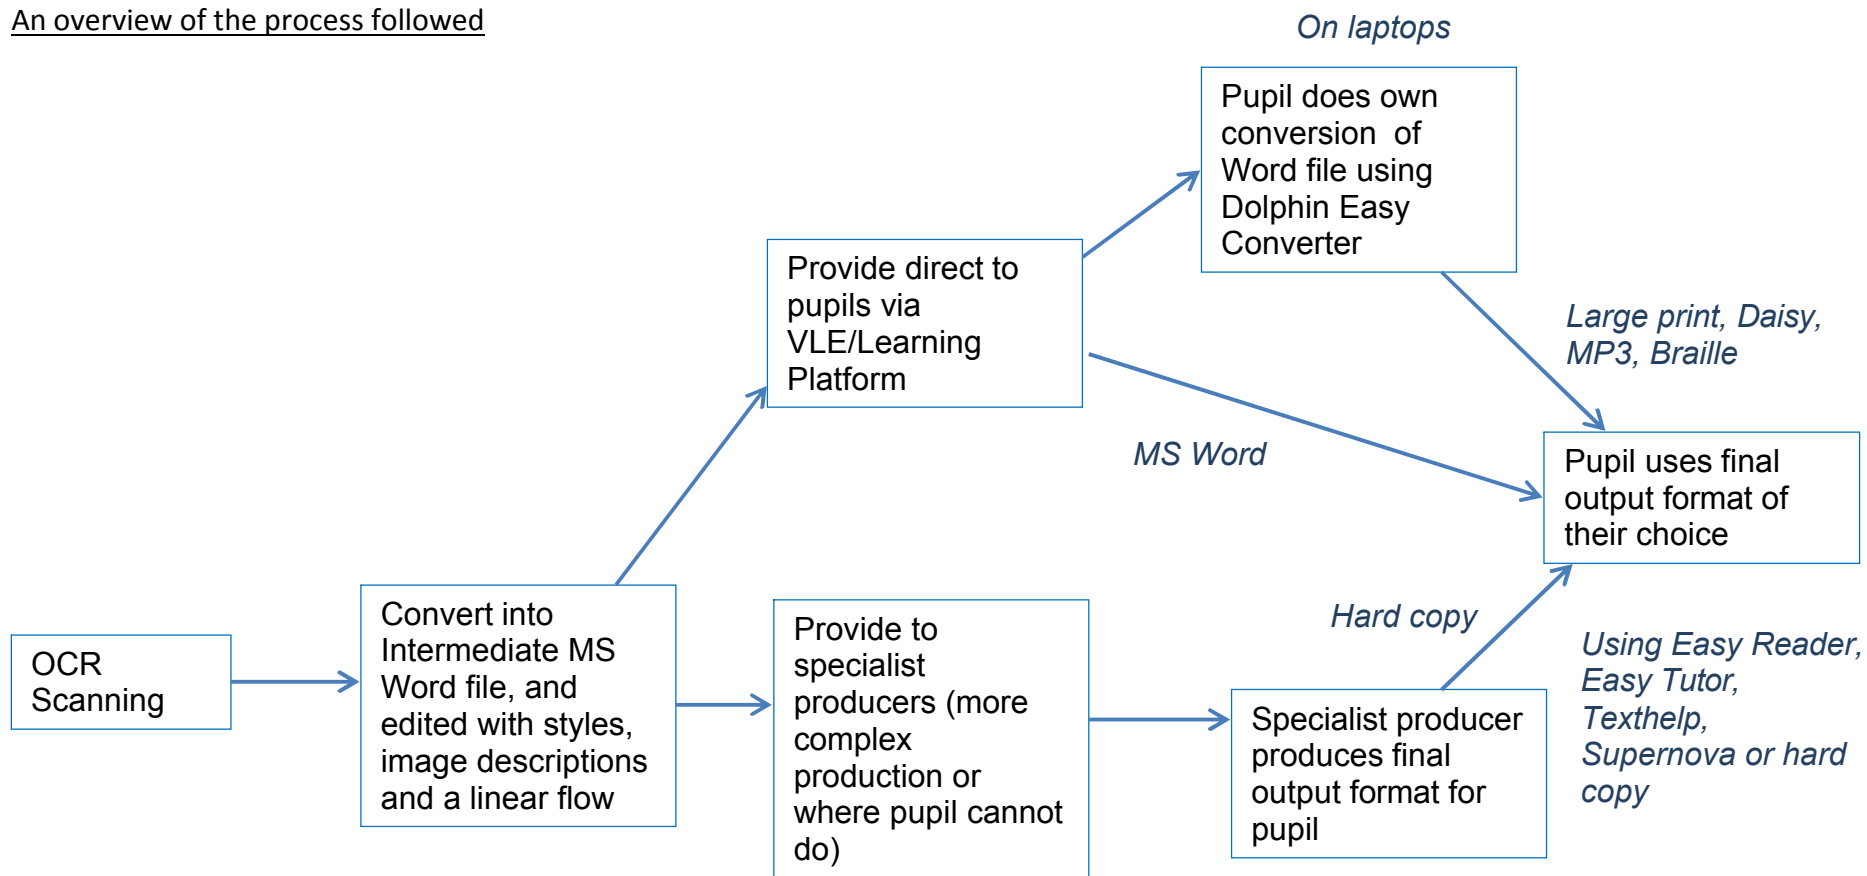 An overview of the process followed
On laptops
Pupil does own
conversion of
Word file using
Dolphin Easy
Converter
Provide direct to
pupils via
VLE/Learning
Platform
Large print, Daisy,
MP3, Braille
MS Word
Pupil uses final
output format of
their choice
OCR
Scanning
Convert into
Intermediate MS
Word file, and
edited with styles,
image descriptions
and a linear flow
Provide to
specialist
producers (more
complex
production or
where pupil cannot
do)
Hard copy
Specialist producer
produces final
output format for
pupil
Using Easy Reader,
Easy Tutor,
Texthelp,
Supernova or hard
copy